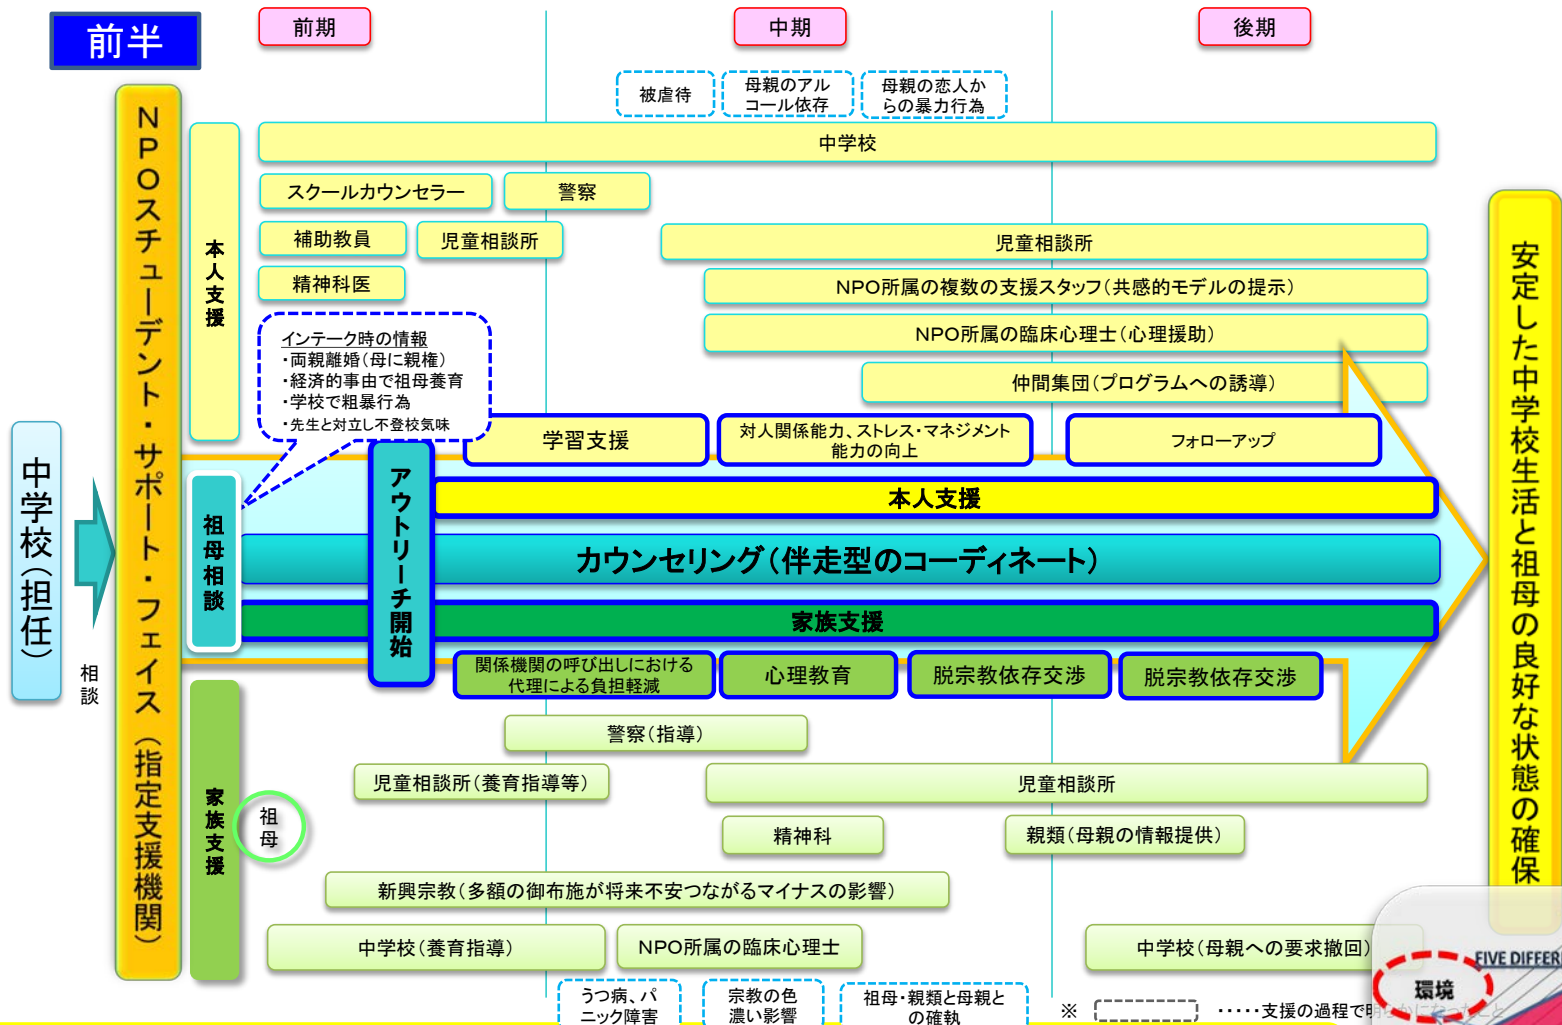 前半
前期
中期
後期
被虐待
母親のアル
コール依存
母親の恋人か
らの暴力行為
NPOスチューデント・サポート・フェイス（指定支援機関）
本人支援
中学校
スクールカウンセラー
警察
補助教員
児童相談所
児童相談所
精神科医
NPO所属の複数の支援スタッフ（共感的モデルの提示）
NPO所属の臨床心理士（心理援助）
仲間集団（プログラムへの誘導）
インテーク時の情報
・両親離婚（母に親権）
・経済的事由で祖母養育
・学校で粗暴行為
・先生と対立し不登校気味
学習支援
対人関係能力、ストレス・マネジメント
能力の向上
フォローアップ
中学校（担任）
相談
祖母相談
アウトリーチ開始
本人支援
カウンセリング（伴走型のコーディネート）
家族支援
関係機関の呼び出しにおける
代理による負担軽減
心理教育
脱宗教依存交渉
脱宗教依存交渉
安定した中学校生活と祖母の良好な状態の確保
家族支援
祖母
警察（指導）
児童相談所（養育指導等）
児童相談所
精神科
親類（母親の情報提供）
新興宗教（多額の御布施が将来不安つながるマイナスの影響）
中学校（養育指導）
NPO所属の臨床心理士
中学校（母親への要求撤回）
うつ病、パ
ニック障害
宗教の色
濃い影響
祖母・親類と母親と
の確執
※ ・・・・・支援の過程で明らかになったこと
FIVE DIFFER
環境